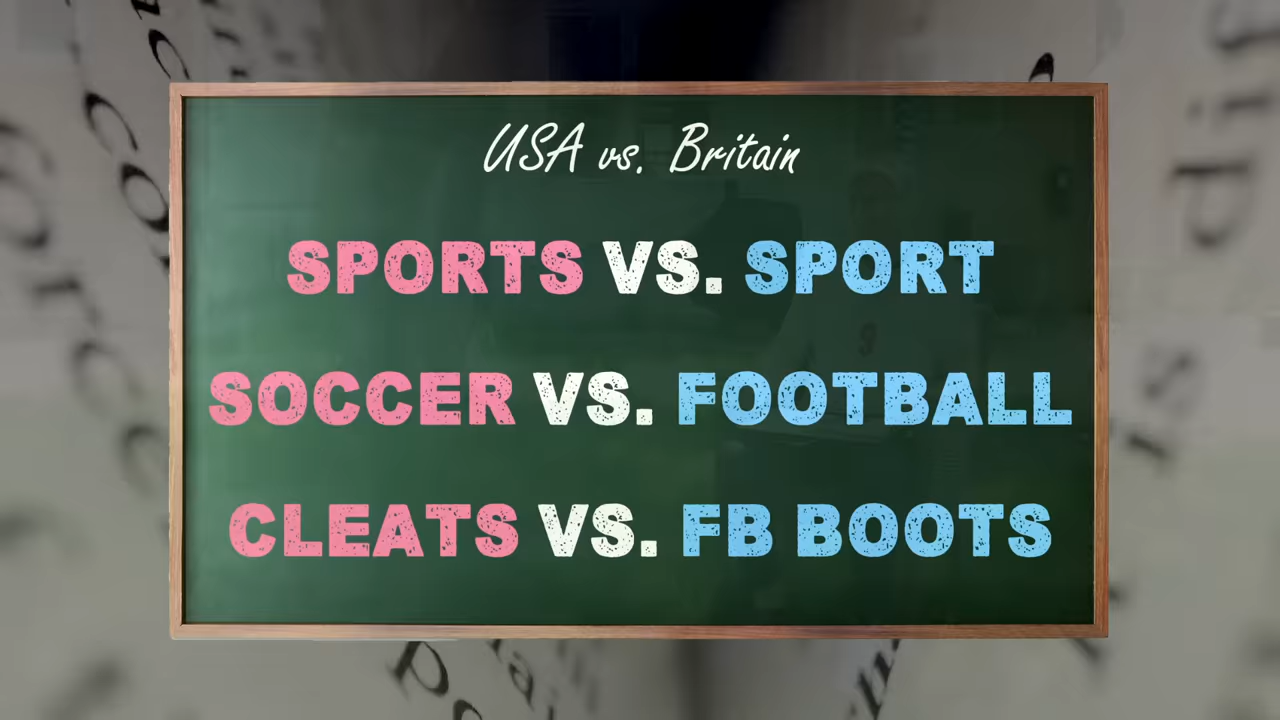 USA vs. Britain
SPORTS VS. SPORT
SOCCER VS. FOOTBALL
CLEATS VS. FB BOOTS